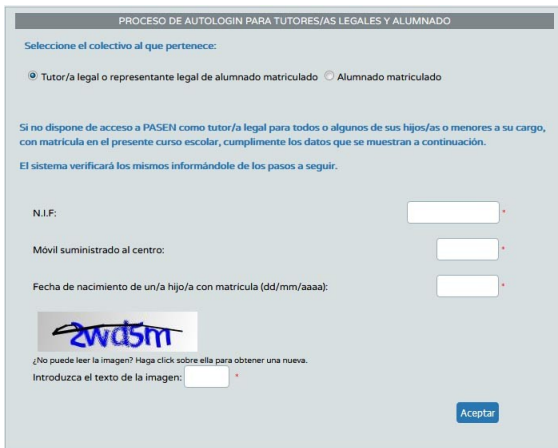 PROCESO DE AUTOLOGIN PARA TUTORES/AS LEGALES Y ALUMNADO
Seleccione el colectivo al que pertenece:
Tutor/a legal o representante legal de alumnado matriculado Alumnado matriculado
Si no dispone de acceso a PASEN como tutor/a legal para todos o algunos de sus hijos/as o menores a su cargo,
con matrícula en el presente curso escolar, cumplimente los datos que se muestran a continuación.
El sistema verificará los mismos informándole de los pasos a seguir.
N.I.F: *
Móvil suministrado al centro: *
Fecha de nacimiento de un/a hijo/a con matrícula (dd/mm/aaaa): *
2wd5m
¿No puede leer la imagen? Haga click sobre ella para obtener una nueva.
Introduzca el texto de la imagen: *
Aceptar